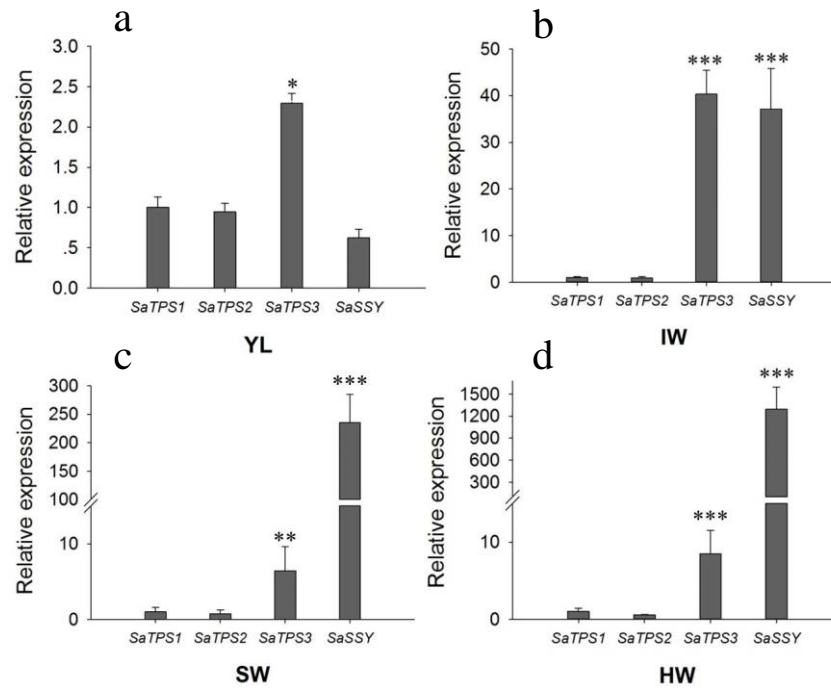 a
Relative expression
3.0
2.5
2.0
1.5
1.0
.5
0.0
*
SaTPS1 SaTPS2 SaTPS3 SaSSY
YL
b
Relative expression
50
40
30
20
10
0
*** ***
SaTPS1 SaTPS2 SaTPS3 SaSSY
IW
c
Relative expression
300
250
200
150
100
10
0
***
**
SaTPS1 SaTPS2 SaTPS3 SaSSY
SW
d
Relative expression
1500
1200
900
600
300
10
0
***
***
SaTPS1 SaTPS2 SaTPS3 SaSSY
HW